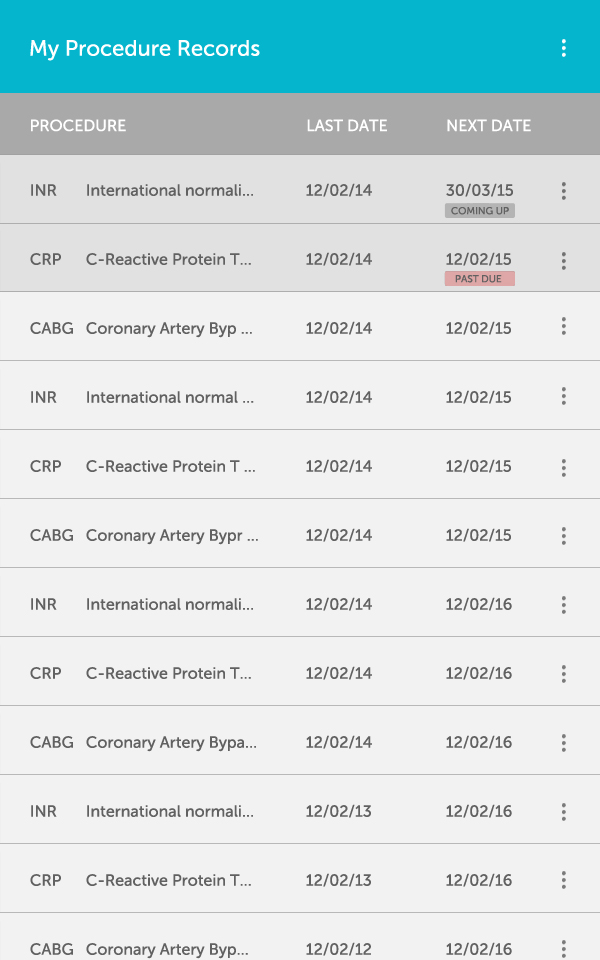 My Procedure Records
PROCEDURE LAST DATE NEXT DATE
INR International normali... 12/02/14 30/03/15
COMING UP
CRP C-Reactive Protein T... 12/02/14 12/02/15
PAST DUE
CABG Coronary Artery Byp ... 12/02/14 12/02/15
INR International normal ... 12/02/14 12/02/15
CRP C-Reactive Protein T ... 12/02/14 12/02/15
CABG Coronary Artery Bypr ... 12/02/14 12/02/15
INR International normali... 12/02/14 12/02/16
CRP C-Reactive Protein T... 12/02/14 12/02/16
CABG Coronary Artery Bypa... 12/02/14 12/02/16
INR International normali... 12/02/13 12/02/16
CRP C-Reactive Protein T... 12/02/13 12/02/16
CABG Coronary Artery Byp... 12/02/12 12/02/16